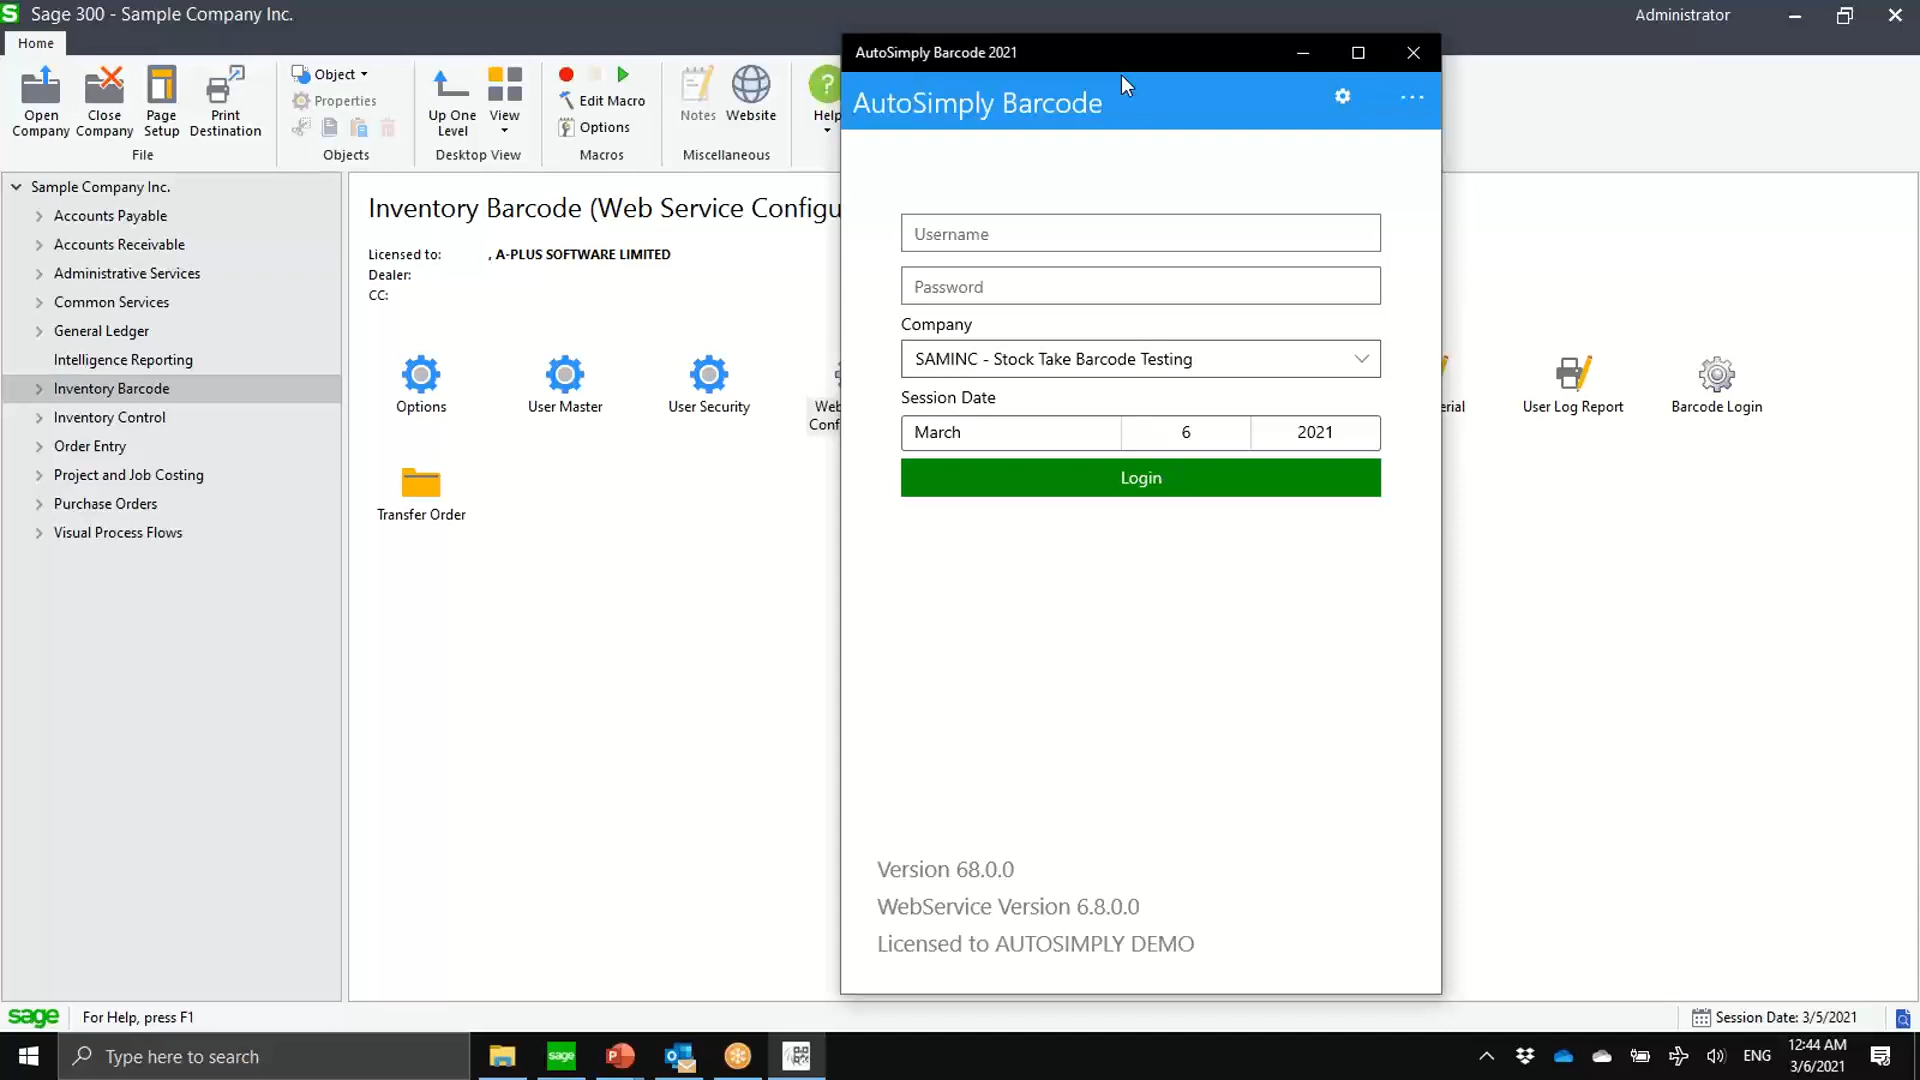 Sage 300 - Sample Company Inc.
Administrator
Home
Open Company
Close Company
Page Setup
Print Destination
File
Object
Properties
Objects
Up One Level
View
Desktop View
Edit Macro
Options
Macros
Notes
Website
Miscellaneous
Help
Sample Company Inc.
Accounts Payable
Accounts Receivable
Administrative Services
Common Services
General Ledger
Intelligence Reporting
Inventory Barcode
Inventory Control
Order Entry
Project and Job Costing
Purchase Orders
Visual Process Flows
Inventory Barcode (Web Service Configu
Licensed to: , A-PLUS SOFTWARE LIMITED
Dealer:
CC:
Options
User Master
User Security
Web
Conf
erial
User Log Report
Barcode Login
Transfer Order
AutoSimply Barcode 2021
AutoSimply Barcode
Username
Password
Company
SAMINC - Stock Take Barcode Testing
Session Date
March 6 2021
Login
Version 68.0.0
WebService Version 6.8.0.0
Licensed to AUTOSIMPLY DEMO
sage
For Help, press F1
Session Date: 3/5/2021
Type here to search
sage
ENG
12:44 AM
3/6/2021